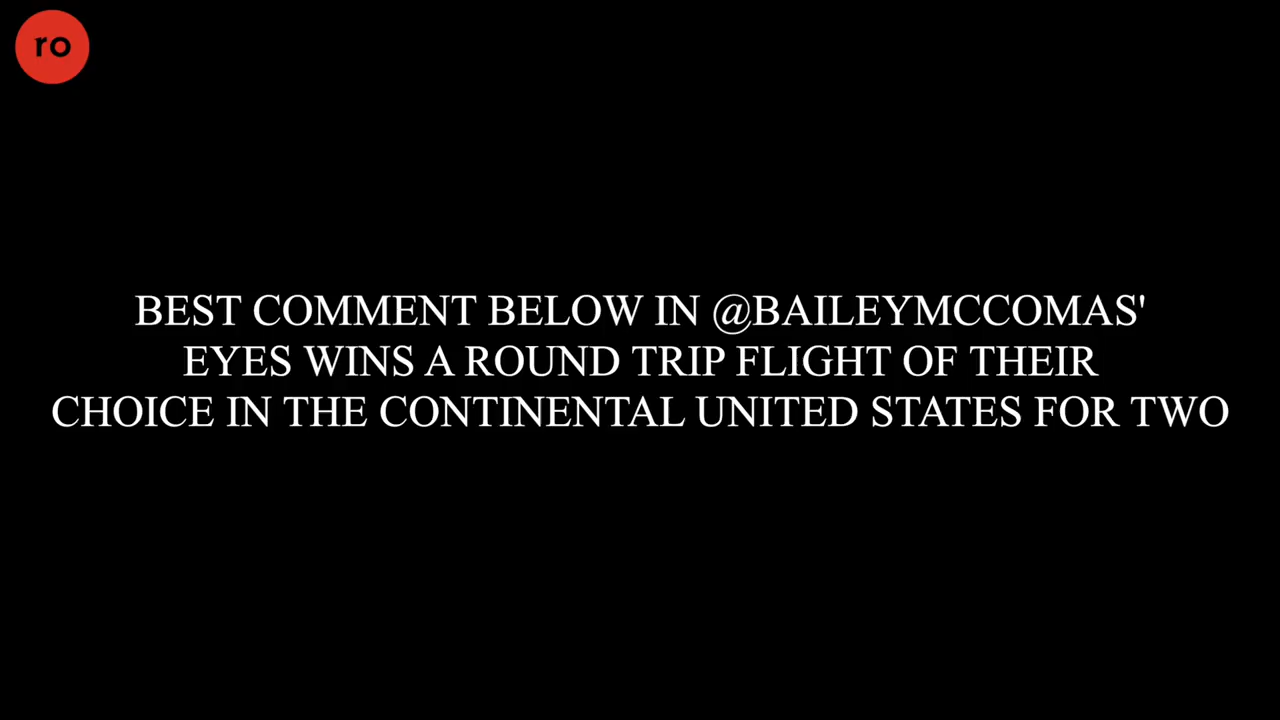 ro
BEST COMMENT BELOW IN @BAILEYMCCOMAS'
EYES WINS A ROUND TRIP FLIGHT OF THEIR
CHOICE IN THE CONTINENTAL UNITED STATES FOR TWO